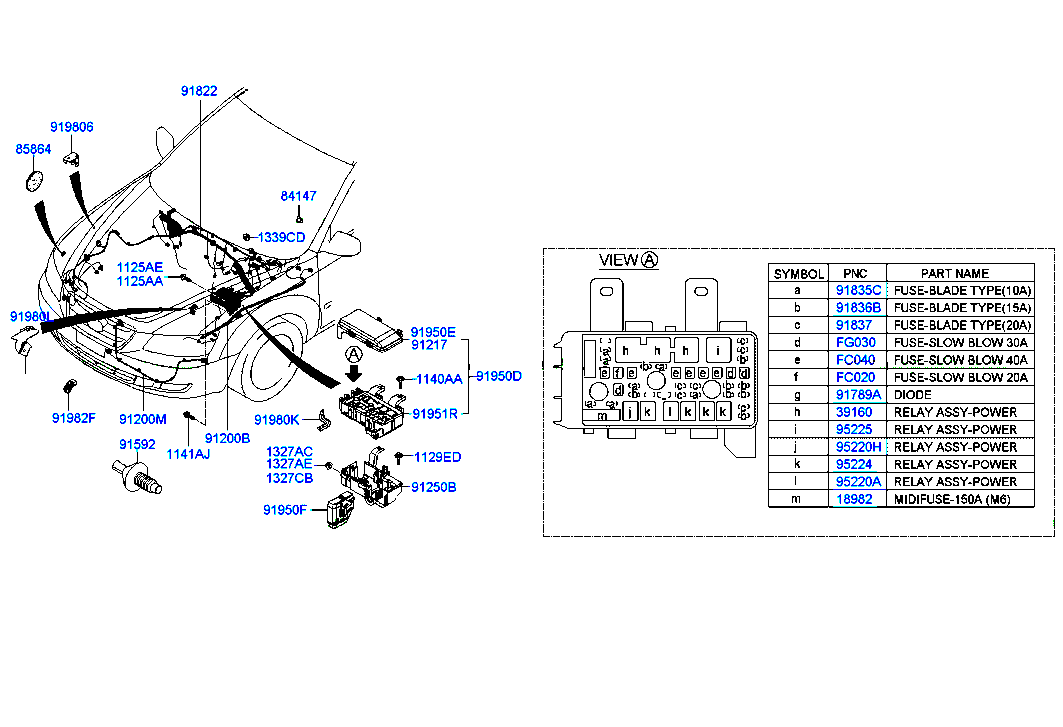 91822
919806
85864
84147
1339CD
1125AE
1125AA
91980L
91950E
91217
A
1140AA
91950D
91982F
91200M
91980K
91951R
91592
1141AJ
91200B
1327AC
1327AE
1327CB
1129ED
91250B
91950F
VIEW A
h h h i
e f e e e e d d
d
m j k l k k k
SYMBOL PNC PART NAME
a 91835C FUSE-BLADE TYPE(10A)
b 91836B FUSE-BLADE TYPE(15A)
c 91837 FUSE-BLADE TYPE(20A)
d FG030 FUSE-SLOW BLOW 30A
e FC040 FUSE-SLOW BLOW 40A
f FC020 FUSE-SLOW BLOW 20A
g 91789A DIODE
h 39160 RELAY ASSY-POWER
i 95225 RELAY ASSY-POWER
j 95220H RELAY ASSY-POWER
k 95224 RELAY ASSY-POWER
l 95220A RELAY ASSY-POWER
m 18982 MIDIFUSE-150A (M6)